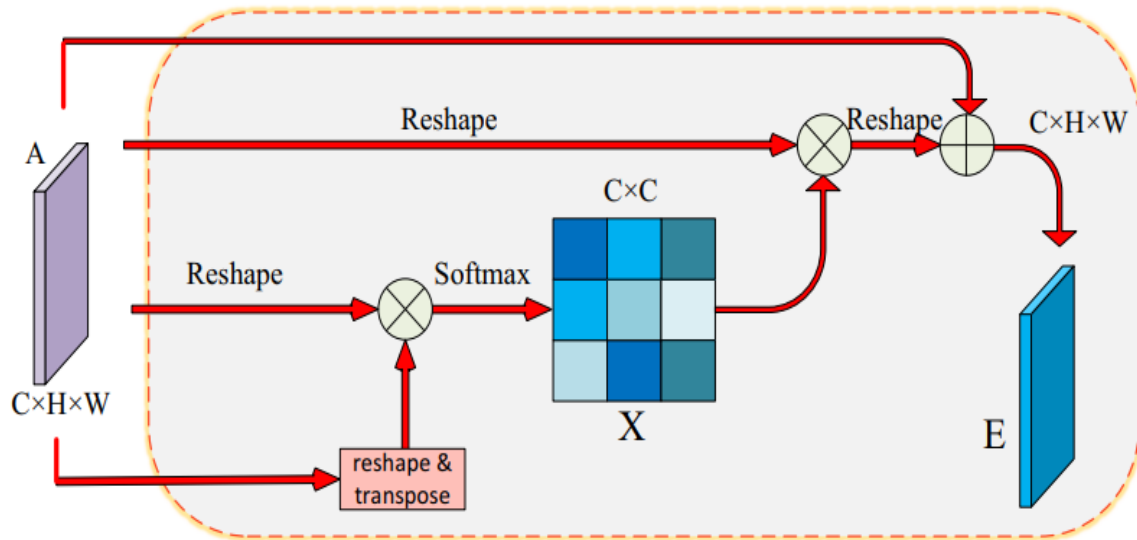 Reshape
Reshape
C×H×W
A
C×C
Reshape
Softmax
C×H×W
X
E
reshape &
transpose